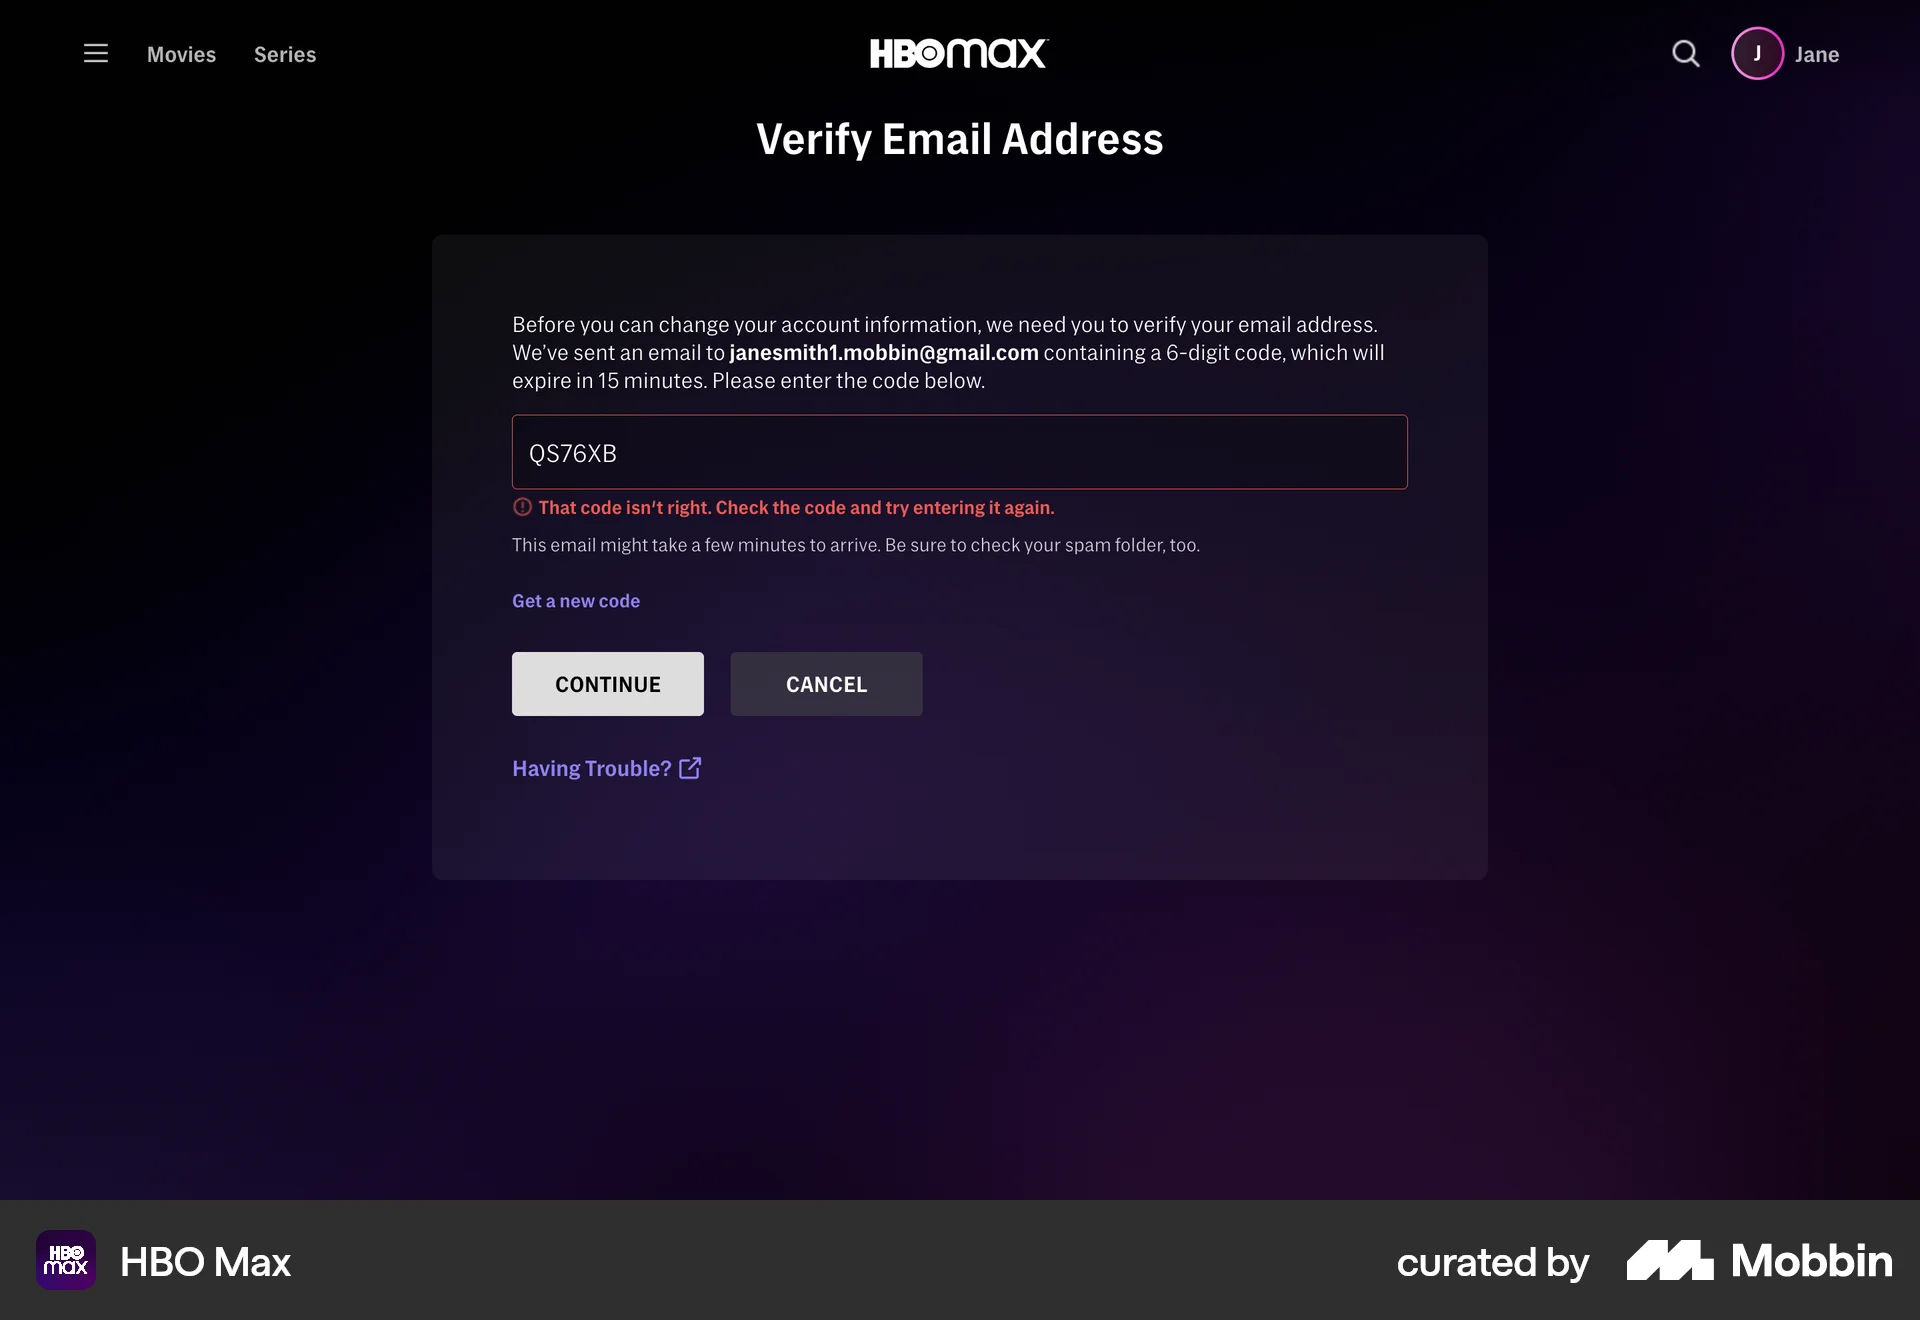 Movies
Series
HBOMAX
J
Jane
Verify Email Address
Before you can change your account information, we need you to verify your email address.
We've sent an email to janesmith1.mobbin@gmail.com containing a 6-digit code, which will
expire in 15 minutes. Please enter the code below.
QS76XB
That code isn't right. Check the code and try entering it again.
This email might take a few minutes to arrive. Be sure to check your spam folder, too.
Get a new code
CONTINUE
CANCEL
Having Trouble?
HBO
max
HBO Max
curated by
Mobbin